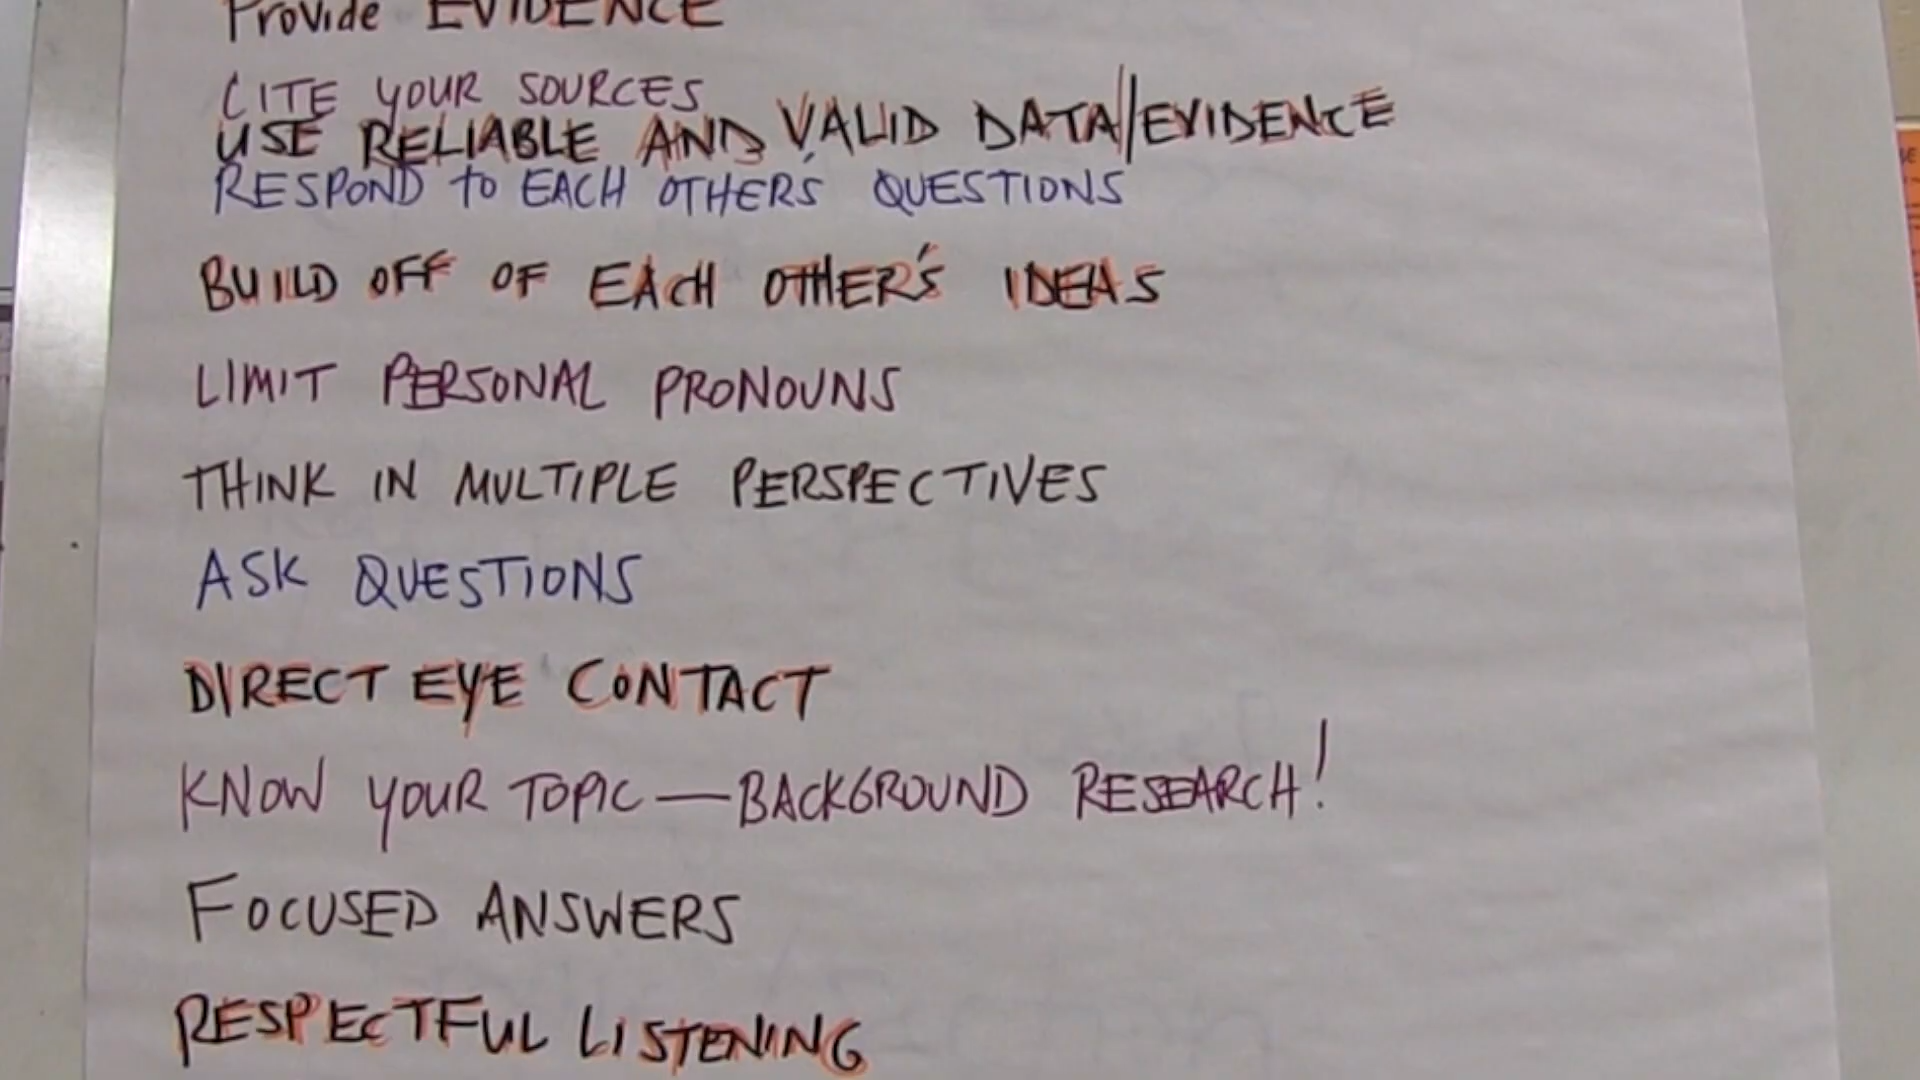 Provide EVIDENCE
CITE YOUR SOURCES
USE RELIABLE AND VALID DATA/EVIDENCE
RESPOND to EACH OTHERS' QUESTIONS
BUILD OFF OF EACH OTHER'S IDEAS
LIMIT PERSONAL PRONOUNS
THINK IN MULTIPLE PERSPECTIVES
ASK QUESTIONS
DIRECT EYE CONTACT
KNOW YOUR TOPIC — BACKGROUND RESEARCH!
FOCUSED ANSWERS
RESPECTFUL LISTENING